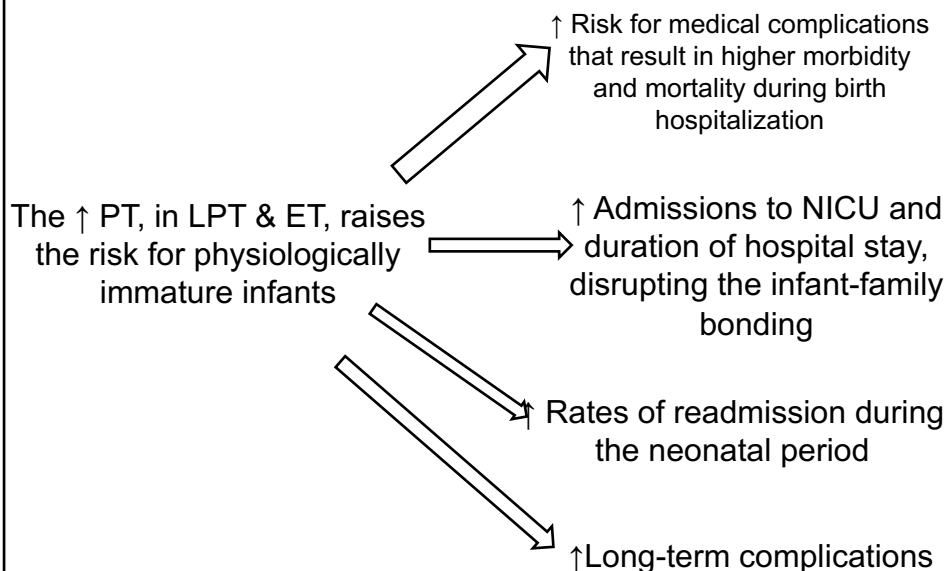 The ↑ PT, in LPT & ET, raises
the risk for physiologically
immature infants
↑ Risk for medical complications
that result in higher morbidity
and mortality during birth
hospitalization
↑ Admissions to NICU and
duration of hospital stay,
disrupting the infant-family
bonding
↑ Rates of readmission during
the neonatal period
↑Long-term complications